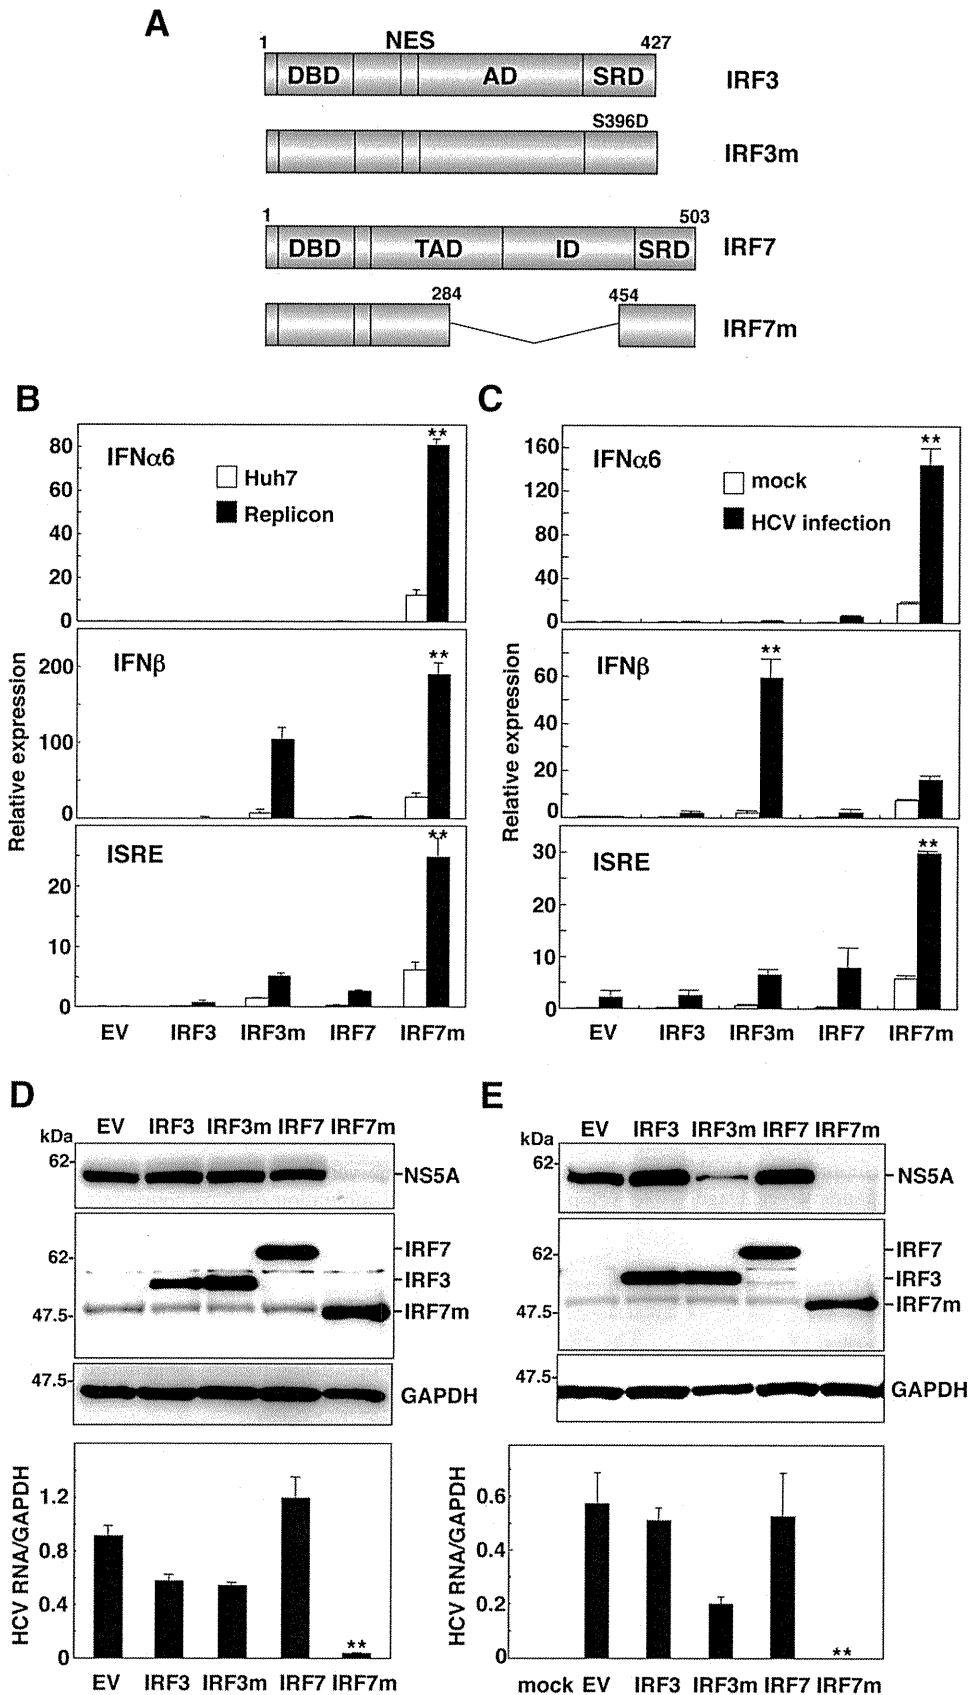 A
1 NES 427
DBD AD SRD IRF3
S396D
IRF3m
1 503
DBD TAD ID SRD IRF7
284 454
IRF7m
B
IFNα6
Huh7
Replicon
**
80
60
40
20
0
IFNβ
**
200
100
0
ISRE
**
20
10
0
Relative expression
EV IRF3 IRF3m IRF7 IRF7m
C
IFNα6
mock
HCV infection
**
160
120
80
40
0
IFNβ
**
60
40
20
0
ISRE
**
30
20
10
0
Relative expression
EV IRF3 IRF3m IRF7 IRF7m
D
EV IRF3 IRF3m IRF7 IRF7m
kDa
62-
NS5A
62-
47.5-
IRF7
IRF3
IRF7m
47.5-
GAPDH
HCV RNA/GAPDH
1.2
0.8
0.4
0
**
EV IRF3 IRF3m IRF7 IRF7m
E
EV IRF3 IRF3m IRF7 IRF7m
kDa
62-
NS5A
62-
47.5-
IRF7
IRF3
IRF7m
47.5-
GAPDH
HCV RNA/GAPDH
0.6
0.4
0.2
0
**
mock EV IRF3 IRF3m IRF7 IRF7m